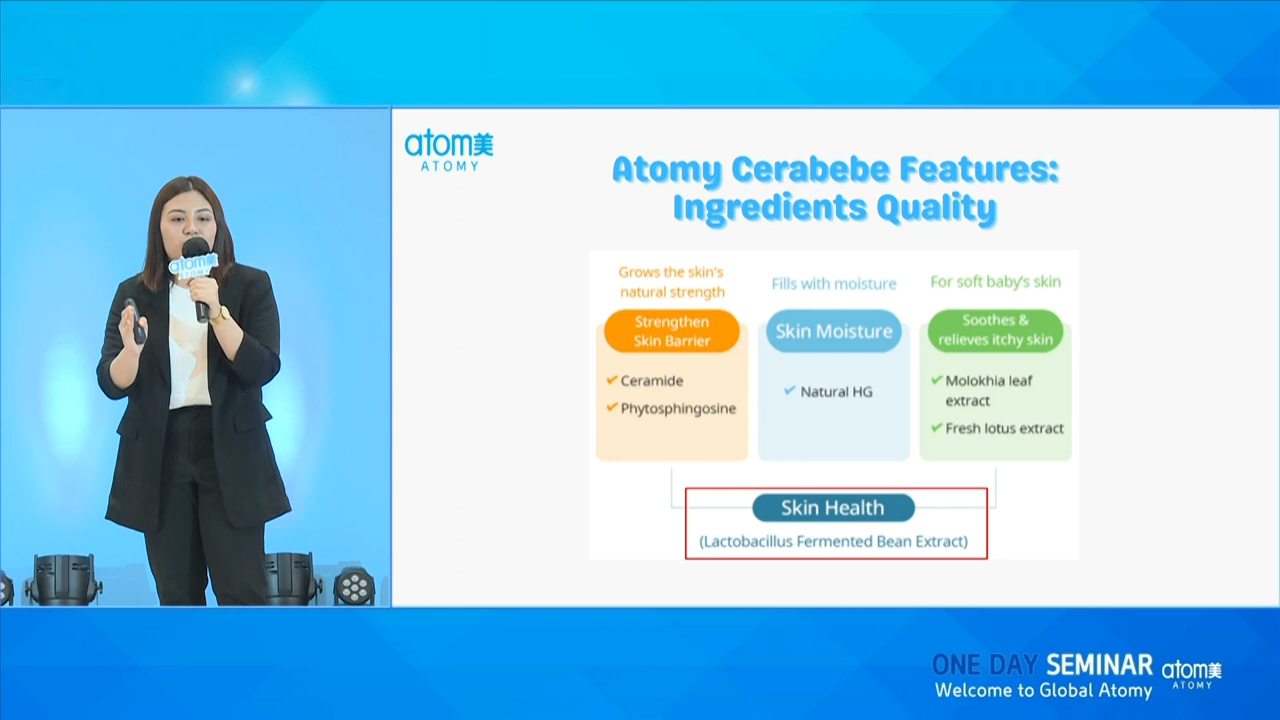 atom美
ATOMY
Atomy Cerabebe Features:
Ingredients Quality
Grows the skin's
natural strength
Strengthen
Skin Barrier
✔ Ceramide
✔ Phytosphingosine
Fills with moisture
Skin Moisture
✔ Natural HG
For soft baby's skin
Soothes &
relieves itchy skin
✔ Molokhia leaf
extract
✔ Fresh lotus extract
Skin Health
(Lactobacillus Fermented Bean Extract)
atom美
ATOMY
ONE DAY SEMINAR
Welcome to Global Atomy
atom美
ATOMY